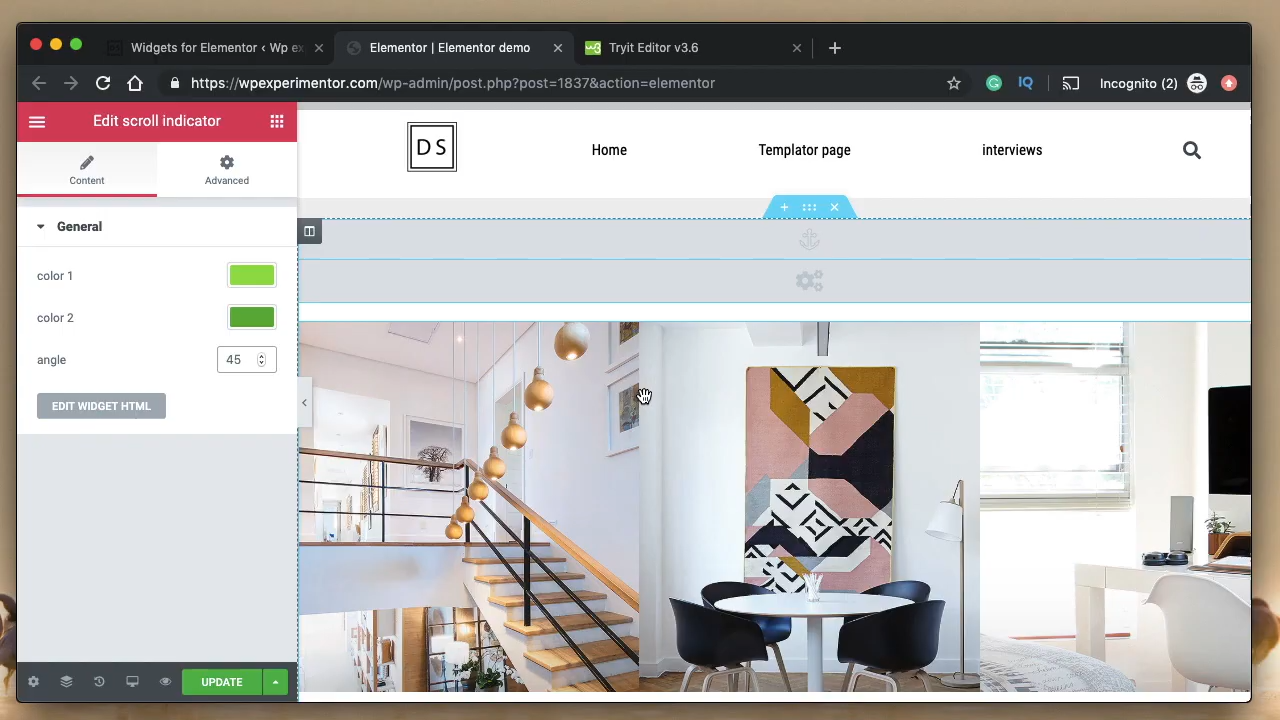 Widgets for Elementor ‹ Wp ex
Elementor | Elementor demo
Tryit Editor v3.6
https://wpexperimentor.com/wp-admin/post.php?post=1837&action=elementor
IQ
Incognito (2)
Edit scroll indicator
Content
Advanced
General
color 1
color 2
angle
45
EDIT WIDGET HTML
UPDATE
DS
Home
Templator page
interviews